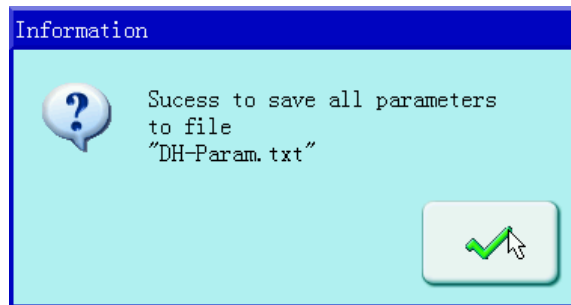 Information
Sucess to save all parameters
to file
"DH-Param.txt"